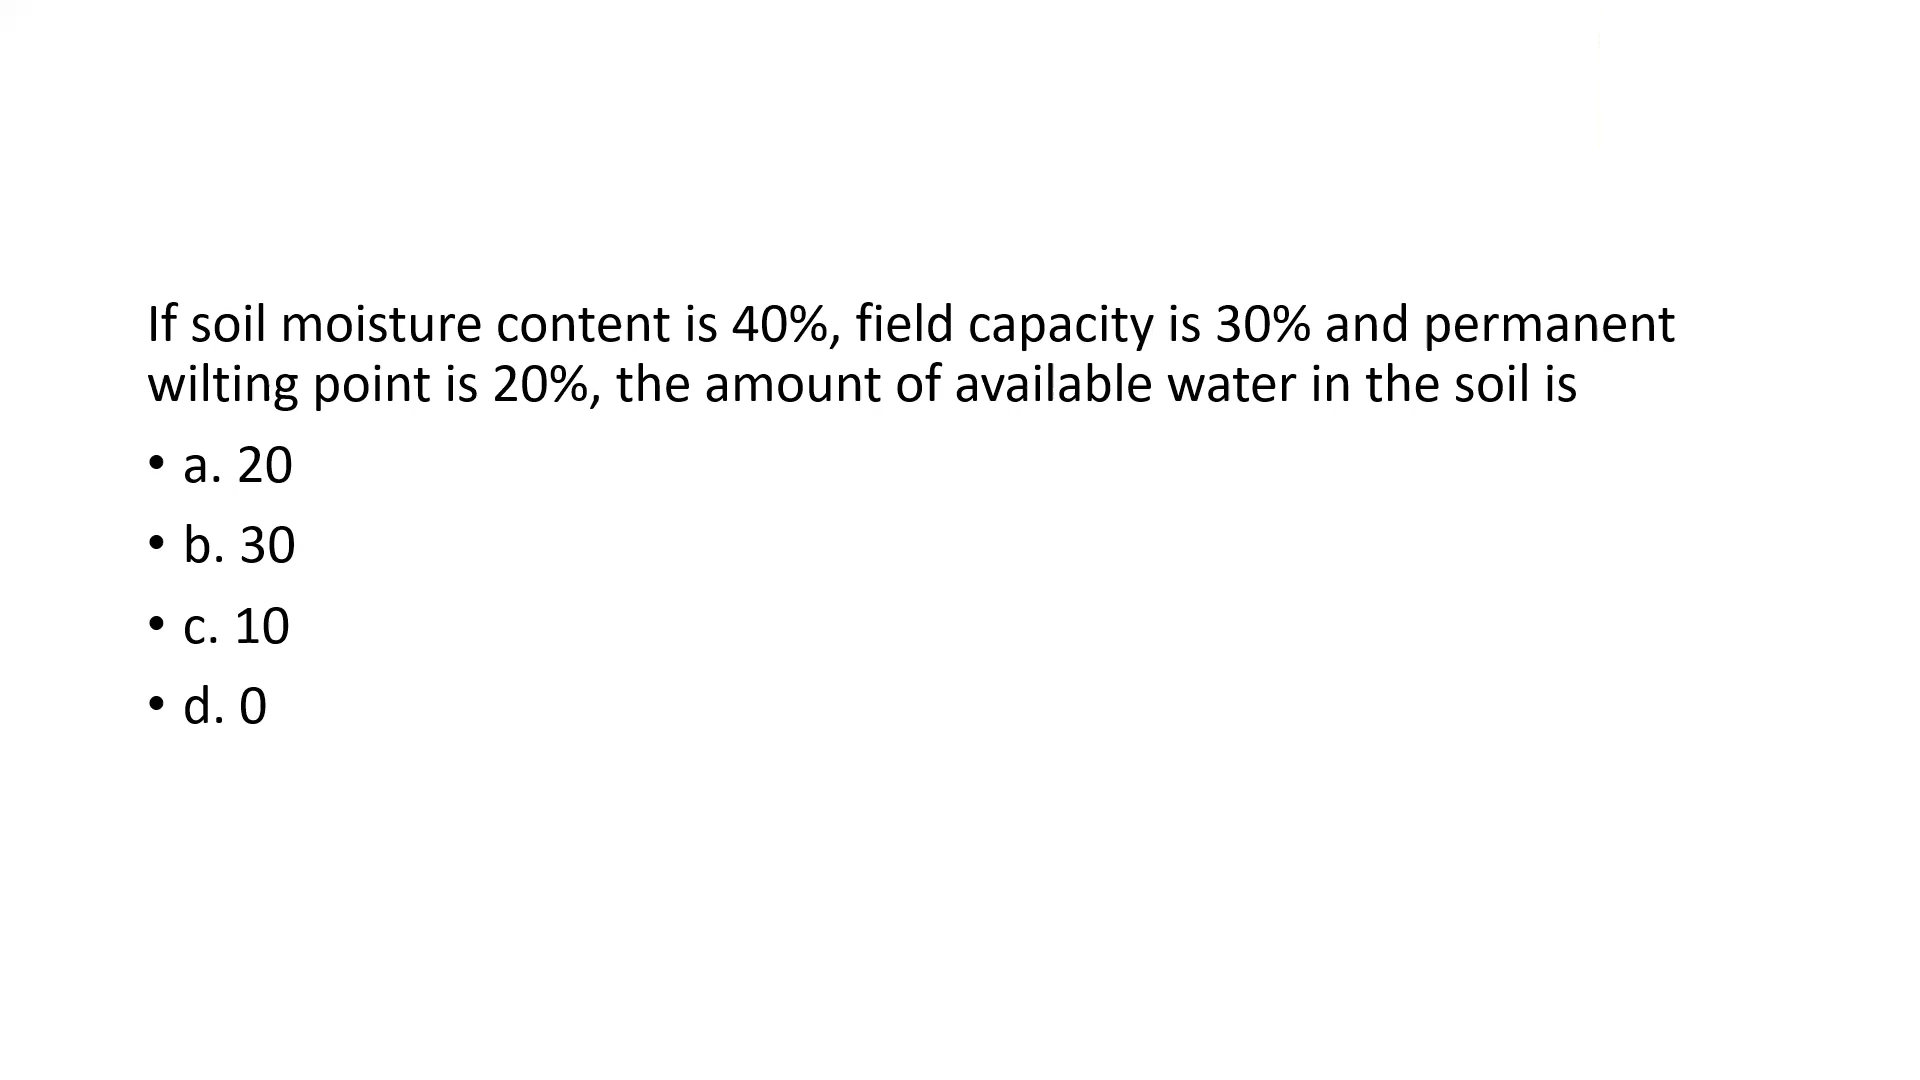 If soil moisture content is 40%, field capacity is 30% and permanent
wilting point is 20%, the amount of available water in the soil is
• a. 20
• b. 30
• c. 10
• d. 0